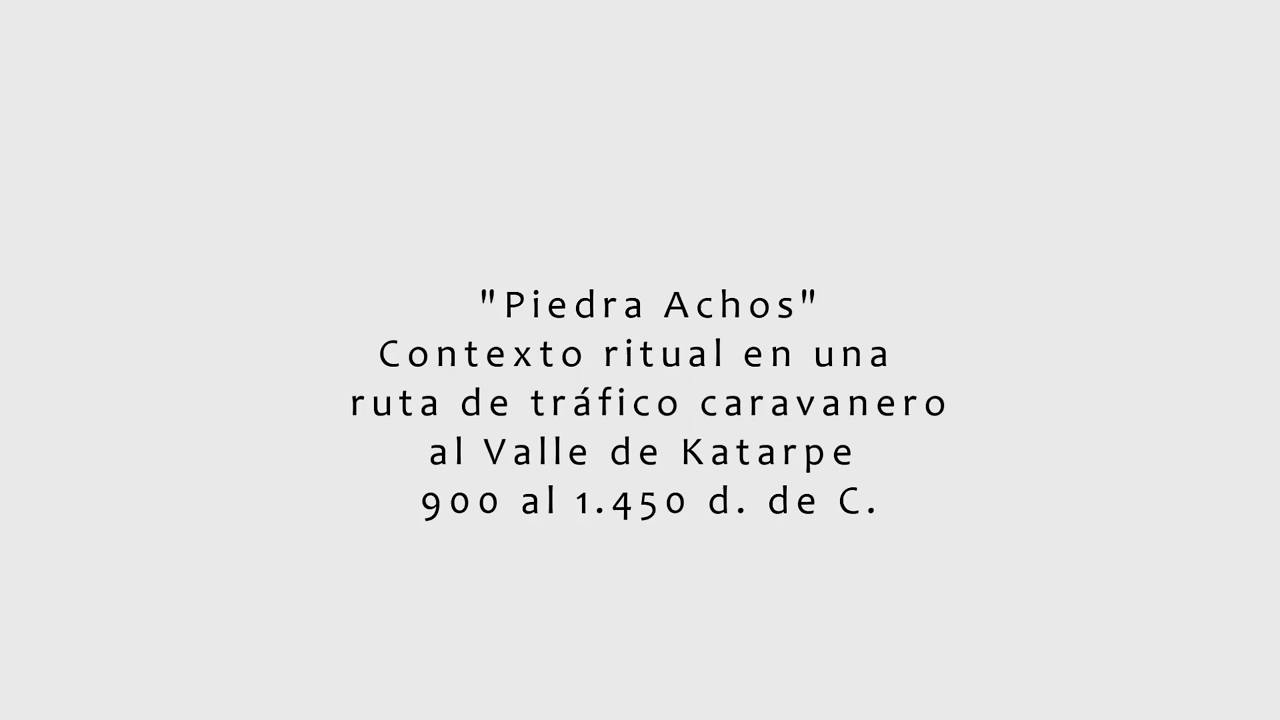 "Piedra Achos"
Contexto ritual en una
ruta de tráfico caravanero
al Valle de Katarpe
900 al 1.450 d. de C.